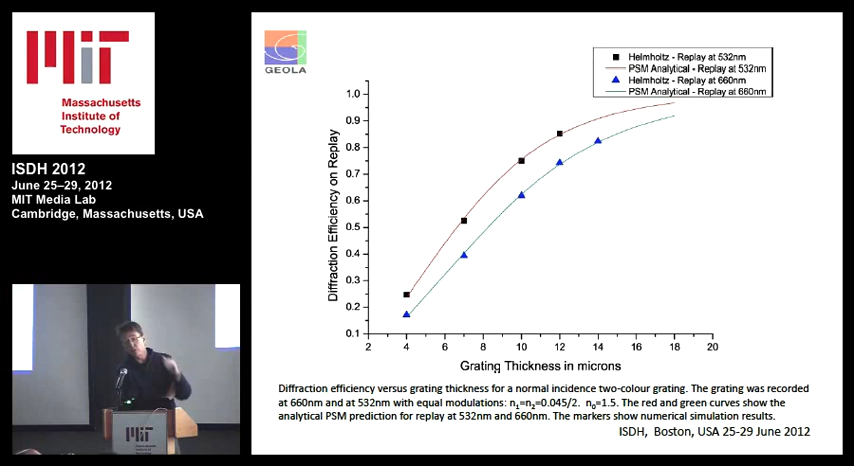 Massachusetts
Institute of
Technology
ISDH 2012
June 25–29, 2012
MIT Media Lab
Cambridge, Massachusetts, USA
GEOLA
Helmholtz - Replay at 532nm
PSM Analytical - Replay at 532nm
Helmholtz - Replay at 660nm
PSM Analytical - Replay at 660nm
Diffraction Efficiency on Replay
1.0
0.9
0.8
0.7
0.6
0.5
0.4
0.3
0.2
0.1
2 4 6 8 10 12 14 16 18 20
Grating Thickness in microns
Diffraction efficiency versus grating thickness for a normal incidence two-colour grating. The grating was recorded
at 660nm and at 532nm with equal modulations: n₁=n₂=0.045/2. n₀=1.5. The red and green curves show the
analytical PSM prediction for replay at 532nm and 660nm. The markers show numerical simulation results.
ISDH, Boston, USA 25-29 June 2012
MIT